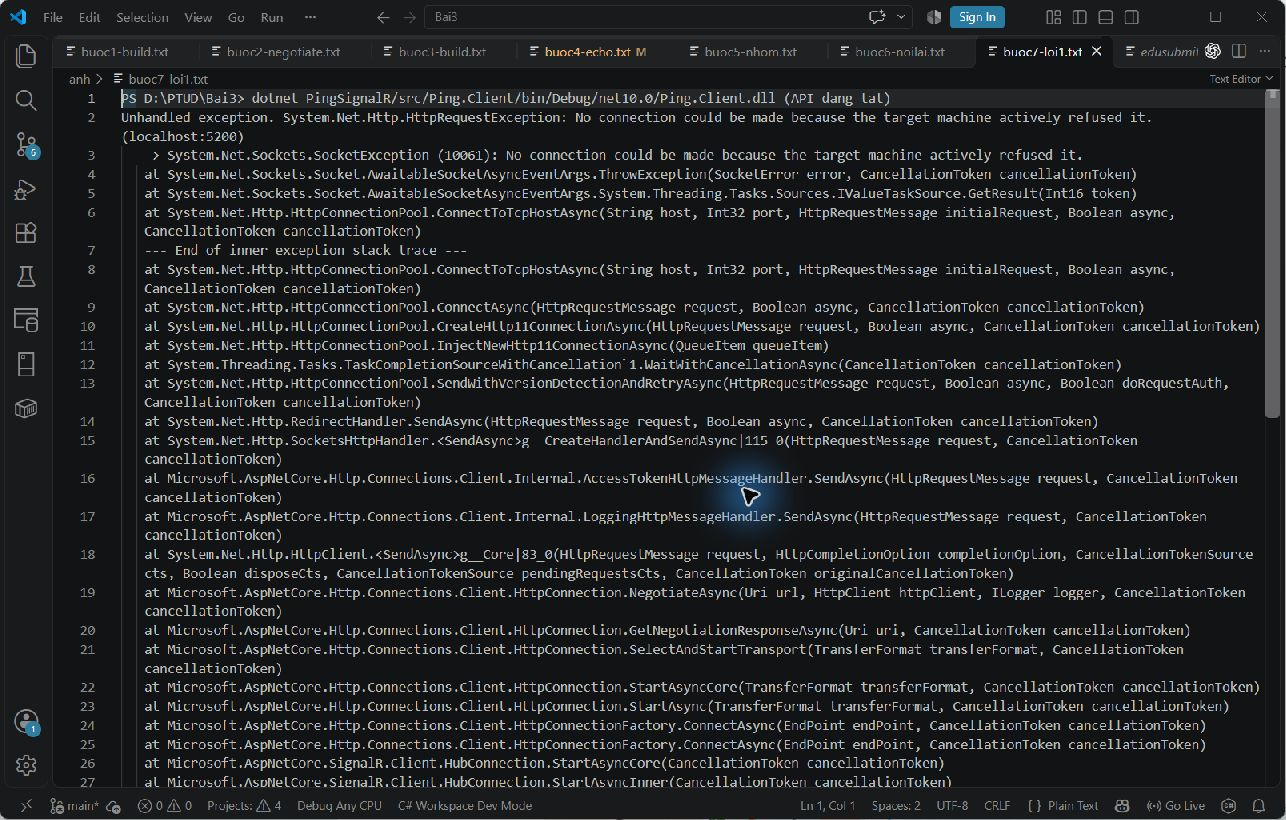 File Edit Selection View Go Run ··· Bai3 Sign In
buoc1-build.txt buoc2-negotiate.txt buoc3-build.txt buoc4-echo.txt M buoc5-nhom.txt buoc6-noilai.txt buoc7-loi1.txt edusubmit
anh > buoc7-loi1.txt Text Editor
1 PS D:\PTUD\Bai3> dotnet PingSignalR/src/Ping.Client/bin/Debug/net10.0/Ping.Client.dll (API dang tat)
2 Unhandled exception. System.Net.Http.HttpRequestException: No connection could be made because the target machine actively refused it.
(localhost:5200)
3 > System.Net.Sockets.SocketException (10061): No connection could be made because the target machine actively refused it.
4 at System.Net.Sockets.Socket.AwaitableSocketAsyncEventArgs.ThrowException(SocketError error, CancellationToken cancellationToken)
5 at System.Net.Sockets.Socket.AwaitableSocketAsyncEventArgs.System.Threading.Tasks.Sources.IValueTaskSource.GetResult(Int16 token)
6 at System.Net.Http.HttpConnectionPool.ConnectToTcpHostAsync(String host, Int32 port, HttpRequestMessage initialRequest, Boolean async,
CancellationToken cancellationToken)
7 --- End of inner exception stack trace ---
8 at System.Net.Http.HttpConnectionPool.ConnectToTcpHostAsync(String host, Int32 port, HttpRequestMessage initialRequest, Boolean async,
CancellationToken cancellationToken)
9 at System.Net.Http.HttpConnectionPool.ConnectAsync(HttpRequestMessage request, Boolean async, CancellationToken cancellationToken)
10 at System.Net.Http.HttpConnectionPool.CreateHttp11ConnectionAsync(HttpRequestMessage request, Boolean async, CancellationToken cancellationToken)
11 at System.Net.Http.HttpConnectionPool.InjectNewHttp11ConnectionAsync(QueueItem queueItem)
12 at System.Threading.Tasks.TaskCompletionSourceWithCancellation`1.WaitWithCancellationAsync(CancellationToken cancellationToken)
13 at System.Net.Http.HttpConnectionPool.SendWithVersionDetectionAndRetryAsync(HttpRequestMessage request, Boolean async, Boolean doRequestAuth,
CancellationToken cancellationToken)
14 at System.Net.Http.RedirectHandler.SendAsync(HttpRequestMessage request, Boolean async, CancellationToken cancellationToken)
15 at System.Net.Http.SocketsHttpHandler.<SendAsync>g__CreateHandlerAndSendAsync|115_0(HttpRequestMessage request, CancellationToken
cancellationToken)
16 at Microsoft.AspNetCore.Http.Connections.Client.Internal.AccessTokenHttpMessageHandler.SendAsync(HttpRequestMessage request, CancellationToken
cancellationToken)
17 at Microsoft.AspNetCore.Http.Connections.Client.Internal.LoggingHttpMessageHandler.SendAsync(HttpRequestMessage request, CancellationToken
cancellationToken)
18 at System.Net.Http.HttpClient.<SendAsync>g__Core|83_0(HttpRequestMessage request, HttpCompletionOption completionOption, CancellationTokenSource
cts, Boolean disposeCts, CancellationTokenSource pendingRequestsCts, CancellationToken originalCancellationToken)
19 at Microsoft.AspNetCore.Http.Connections.Client.HttpConnection.NegotiateAsync(Uri url, HttpClient httpClient, ILogger logger, CancellationToken
cancellationToken)
20 at Microsoft.AspNetCore.Http.Connections.Client.HttpConnection.GetNegotiationResponseAsync(Uri uri, CancellationToken cancellationToken)
21 at Microsoft.AspNetCore.Http.Connections.Client.HttpConnection.SelectAndStartTransport(TransferFormat transferFormat, CancellationToken
cancellationToken)
22 at Microsoft.AspNetCore.Http.Connections.Client.HttpConnection.StartAsyncCore(TransferFormat transferFormat, CancellationToken cancellationToken)
23 at Microsoft.AspNetCore.Http.Connections.Client.HttpConnection.StartAsync(TransferFormat transferFormat, CancellationToken cancellationToken)
24 at Microsoft.AspNetCore.Http.Connections.Client.HttpConnectionFactory.ConnectAsync(EndPoint endPoint, CancellationToken cancellationToken)
25 at Microsoft.AspNetCore.Http.Connections.Client.HttpConnectionFactory.ConnectAsync(EndPoint endPoint, CancellationToken cancellationToken)
26 at Microsoft.AspNetCore.SignalR.Client.HubConnection.StartAsyncCore(CancellationToken cancellationToken)
27 at Microsoft.AspNetCore.SignalR.Client.HubConnection.StartAsyncInner(CancellationToken cancellationToken)
5
1
main* 0 0 Projects: 4 Debug Any CPU C# Workspace Dev Mode Ln 1, Col 1 Spaces: 2 UTF-8 CRLF { } Plain Text Go Live